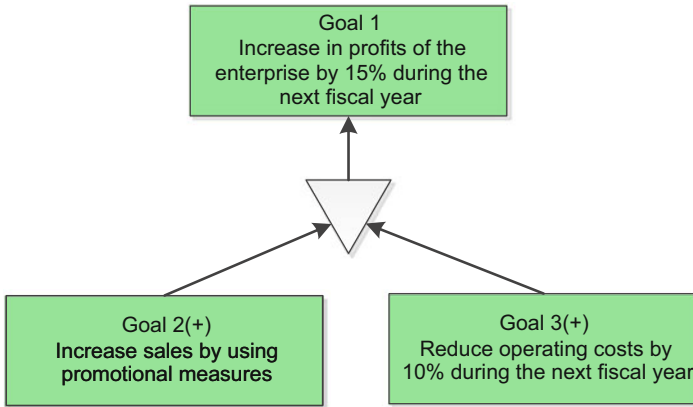 Goal 1
Increase in profits of the
enterprise by 15% during the
next fiscal year
Goal 2(+)
Increase sales by using
promotional measures
Goal 3(+)
Reduce operating costs by
10% during the next fiscal year